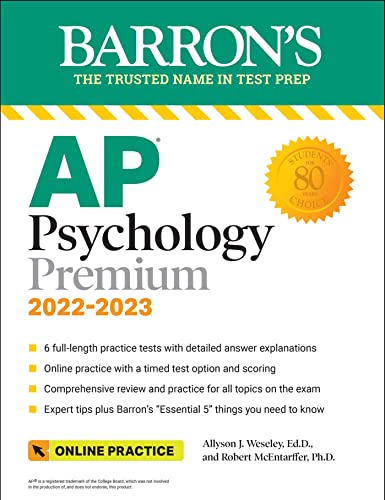 BARRON'S
THE TRUSTED NAME IN TEST PREP
AP®
Psychology
Premium
2022-2023
STUDENTS'
FOR
80
YEARS
CHOICE
6 full-length practice tests with detailed answer explanations
Online practice with a timed test option and scoring
Comprehensive review and practice for all topics on the exam
Expert tips plus Barron's “Essential 5” things you need to know
ONLINE PRACTICE
Allyson J. Weseley, Ed.D.,
and Robert McEntarffer, Ph.D.
AP® is a registered trademark of the College Board, which was not involved
in the production of, and does not endorse, this product.